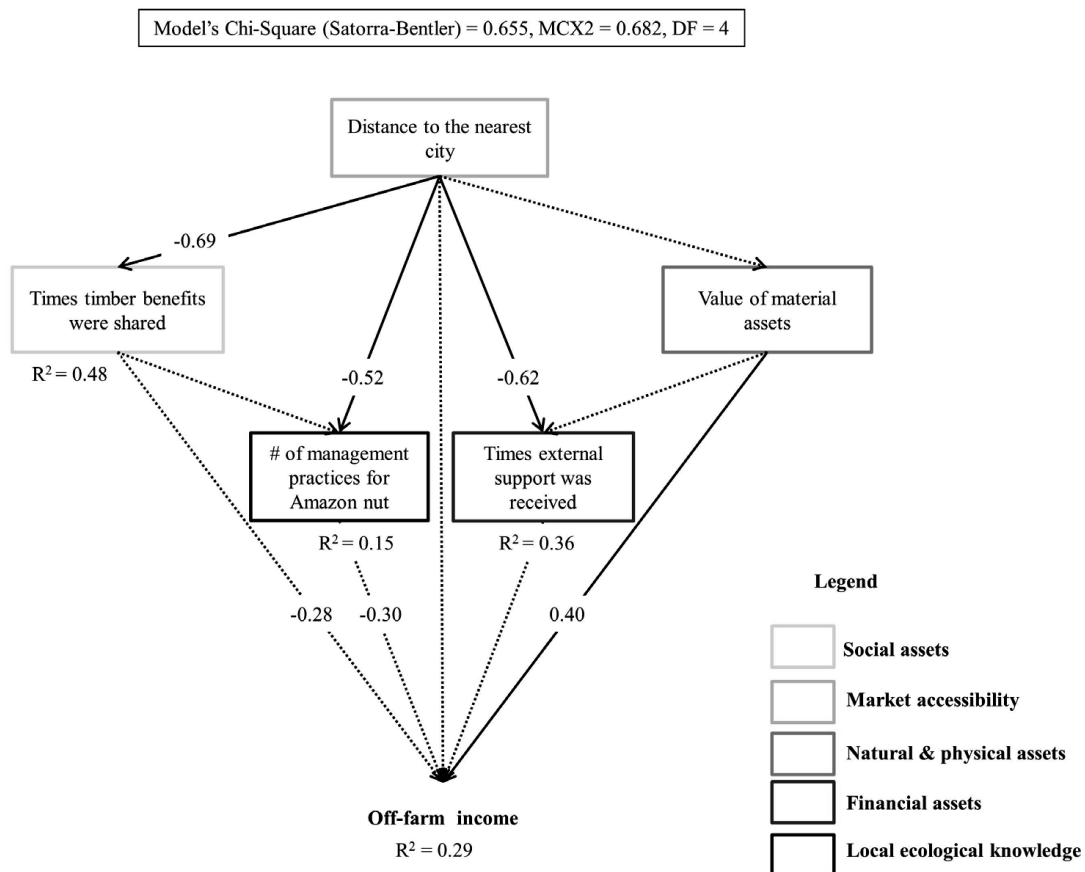 Model's Chi-Square (Satorra-Bentler) = 0.655, MCX2 = 0.682, DF = 4
Distance to the nearest
city
-0.69
Times timber benefits
were shared
R² = 0.48
Value of material
assets
-0.52
-0.62
# of management
practices for
Amazon nut
R² = 0.15
Times external
support was
received
R² = 0.36
-0.28
-0.30
0.40
Off-farm income
R² = 0.29
Legend
Social assets
Market accessibility
Natural & physical assets
Financial assets
Local ecological knowledge